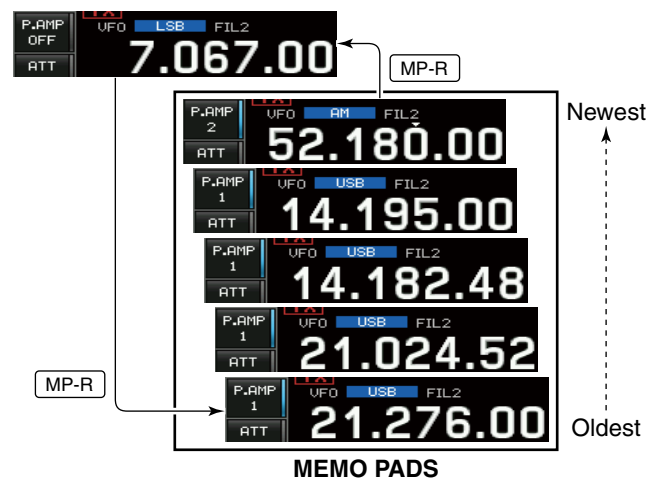 P.AMP OFF VFO LSB FIL2
ATT 7.067.00
MP-R
P.AMP 2 VFO AM FIL2
ATT 52.180.00
Newest
P.AMP 1 VFO USB FIL2
ATT 14.195.00
P.AMP 1 VFO USB FIL2
ATT 14.182.48
P.AMP 1 VFO USB FIL2
ATT 21.024.52
MP-R
P.AMP 1 VFO USB FIL2
ATT 21.276.00
Oldest
MEMO PADS